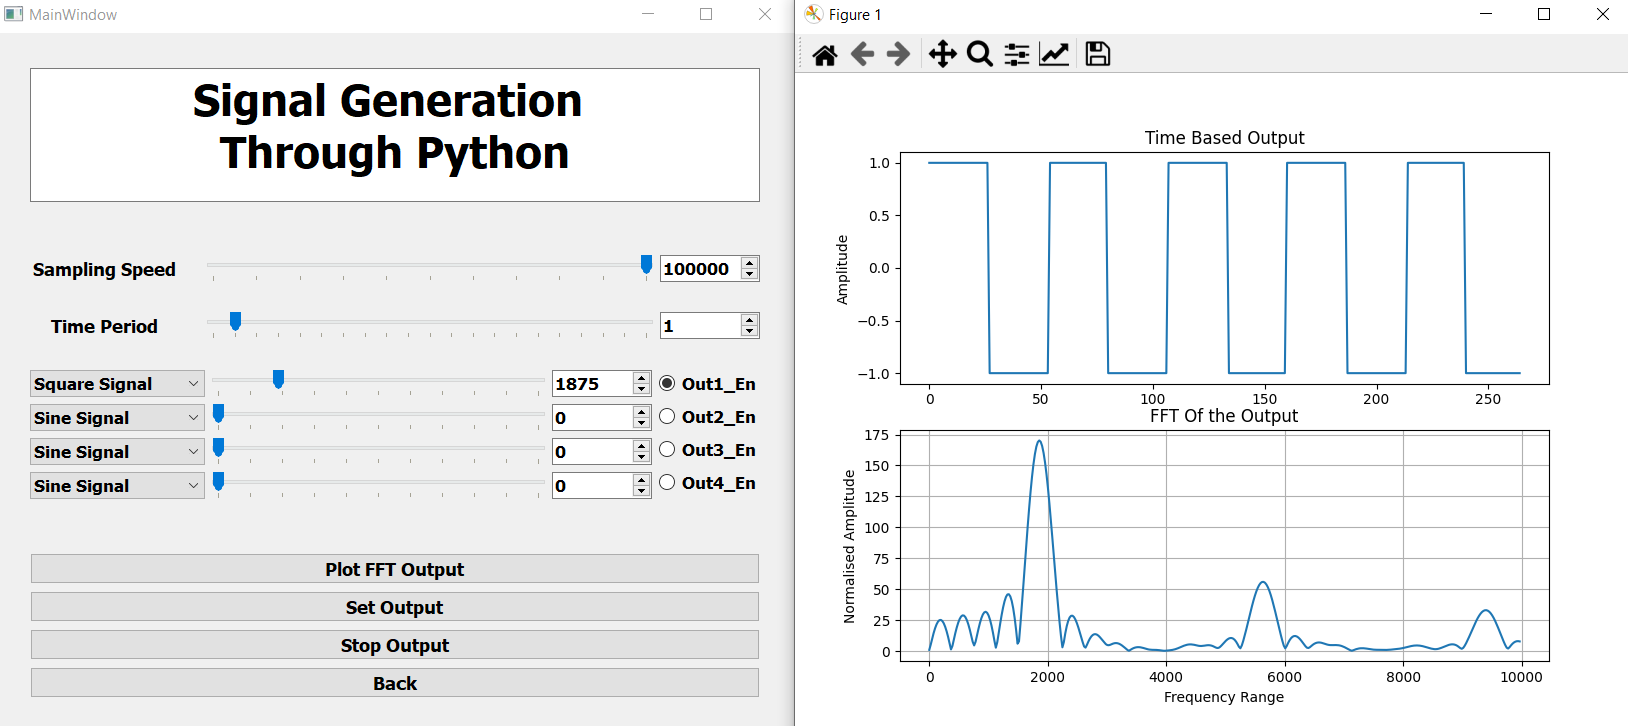 MainWindow
Signal Generation
Through Python
Sampling Speed
100000
Time Period
1
Square Signal
1875
Out1_En
Sine Signal
0
Out2_En
Sine Signal
0
Out3_En
Sine Signal
0
Out4_En
Plot FFT Output
Set Output
Stop Output
Back
Figure 1
Time Based Output
Amplitude
1.0
0.5
0.0
−0.5
−1.0
0 50 100 150 200 250
FFT Of the Output
Normalised Amplitude
175
150
125
100
75
50
25
0
0 2000 4000 6000 8000 10000
Frequency Range